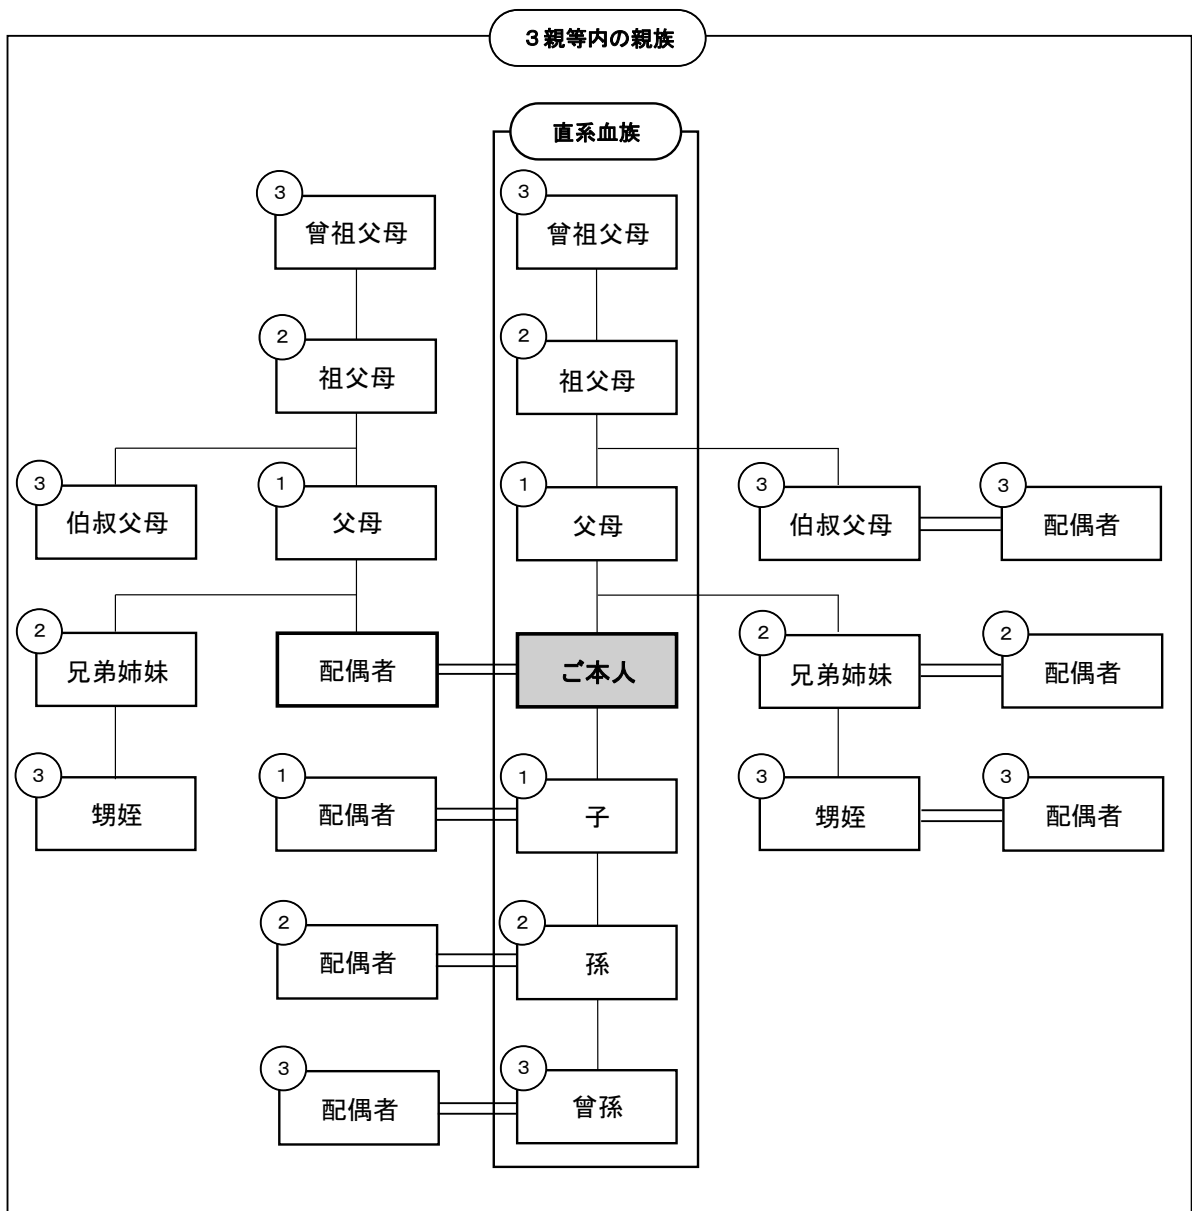 ３親等内の親族
直系血族
3
曾祖父母
3
曾祖父母
2
祖父母
2
祖父母
3
伯叔父母
1
父母
1
父母
3
伯叔父母
3
配偶者
2
兄弟姉妹
配偶者
ご本人
2
兄弟姉妹
2
配偶者
3
甥姪
1
配偶者
1
子
3
甥姪
3
配偶者
2
配偶者
2
孫
3
配偶者
3
曾孫